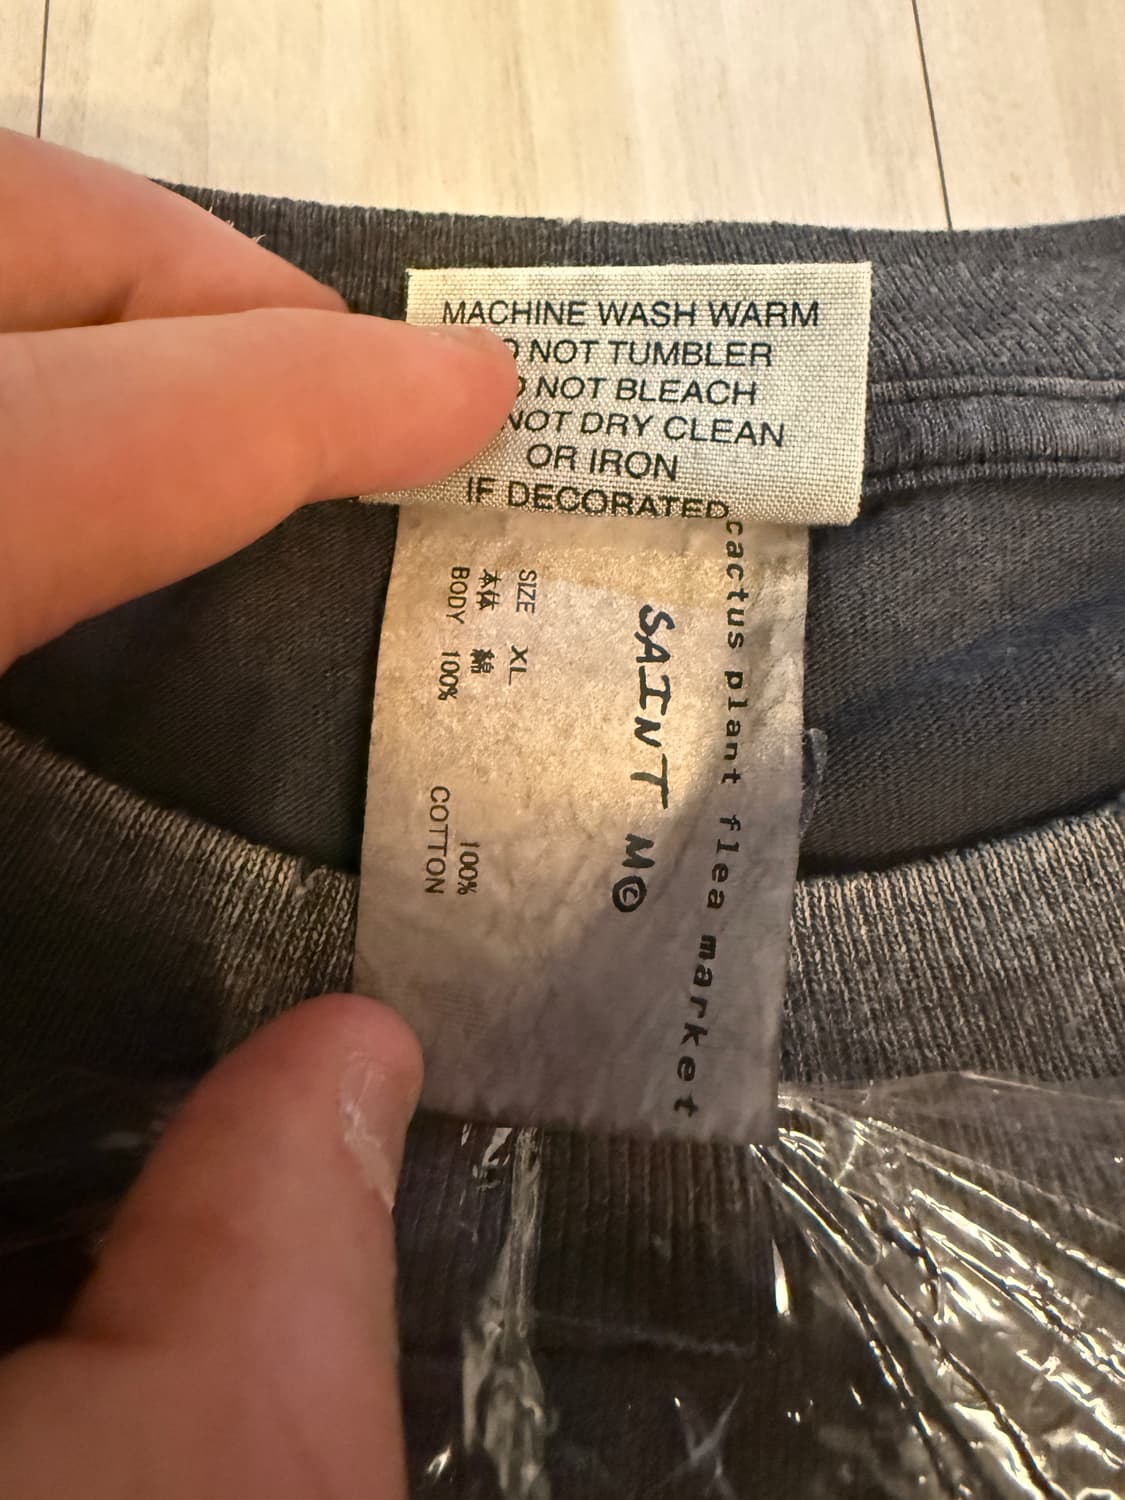 MACHINE WASH WARM
NOT TUMBLER
NOT BLEACH
NOT DRY CLEAN
OR IRON
IF DECORATED
cactus plant flea market
SAINT M©
SIZE XL
本体 綿 100%
BODY 100% COTTON